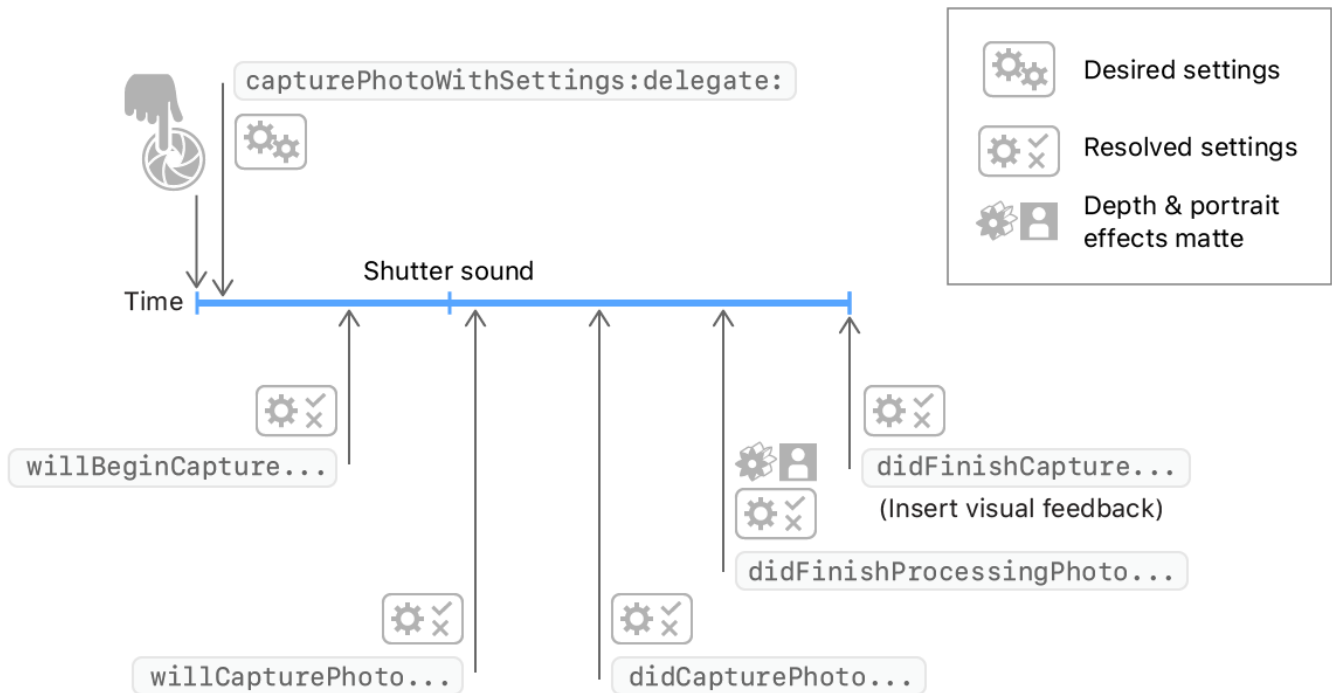 capturePhotoWithSettings:delegate:
Desired settings
Resolved settings
Depth & portrait
effects matte
Shutter sound
Time
willBeginCapture...
didFinishCapture...
(Insert visual feedback)
didFinishProcessingPhoto...
willCapturePhoto...
didCapturePhoto...